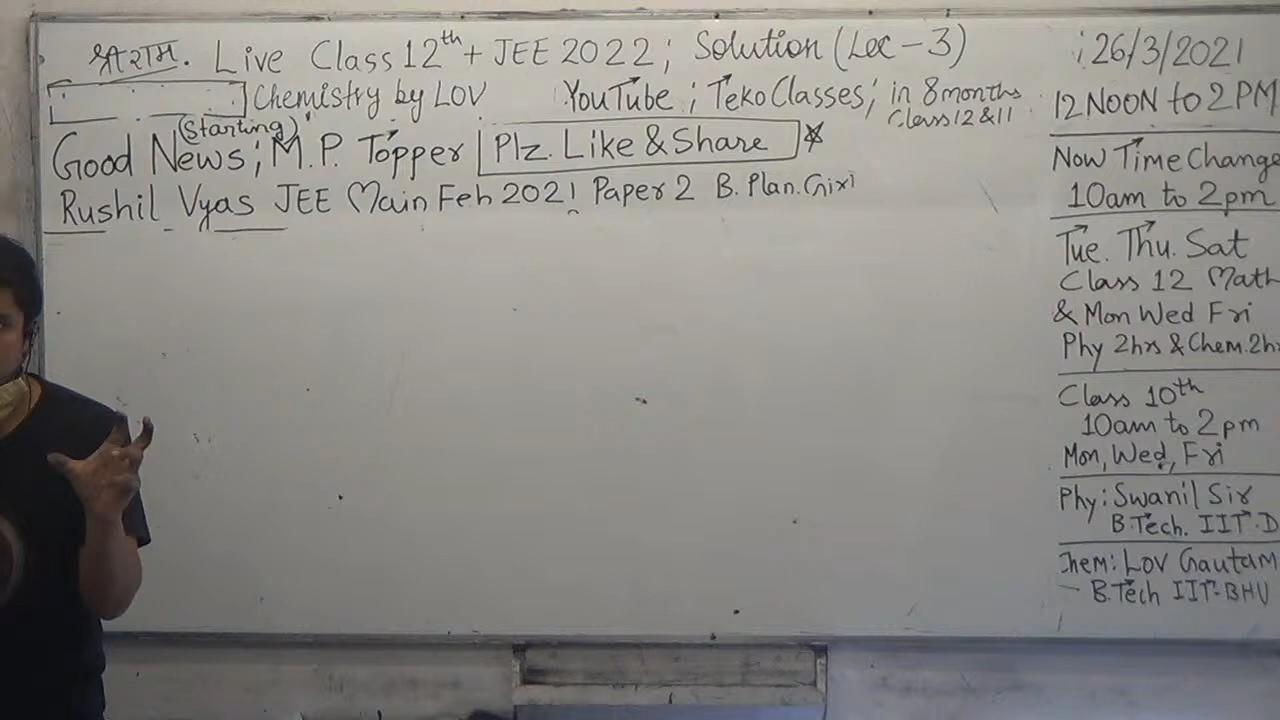 श्री राम. Live Class 12th + JEE 2022 ; Solution (Lec - 3)
Chemistry by LOV YouTube ; TekoClasses; in 8 months
Class 12 & 11
(Starting)
Good News; M.P. Topper Plz. Like & Share
Rushil Vyas JEE Main Feb 2021 Paper 2 B. Plan. Girl
26/3/2021
12 NOON to 2 PM
Now Time Change
10am to 2pm
Tue. Thu. Sat
Class 12 Math
& Mon Wed Fri
Phy 2hrs & Chem. 2h
Class 10th
10am to 2pm
Mon, Wed, Fri
Phy: Swanil Sir
B.Tech. IIT-D
Chem: Lov Gautam
B.Tech IIT-BHU